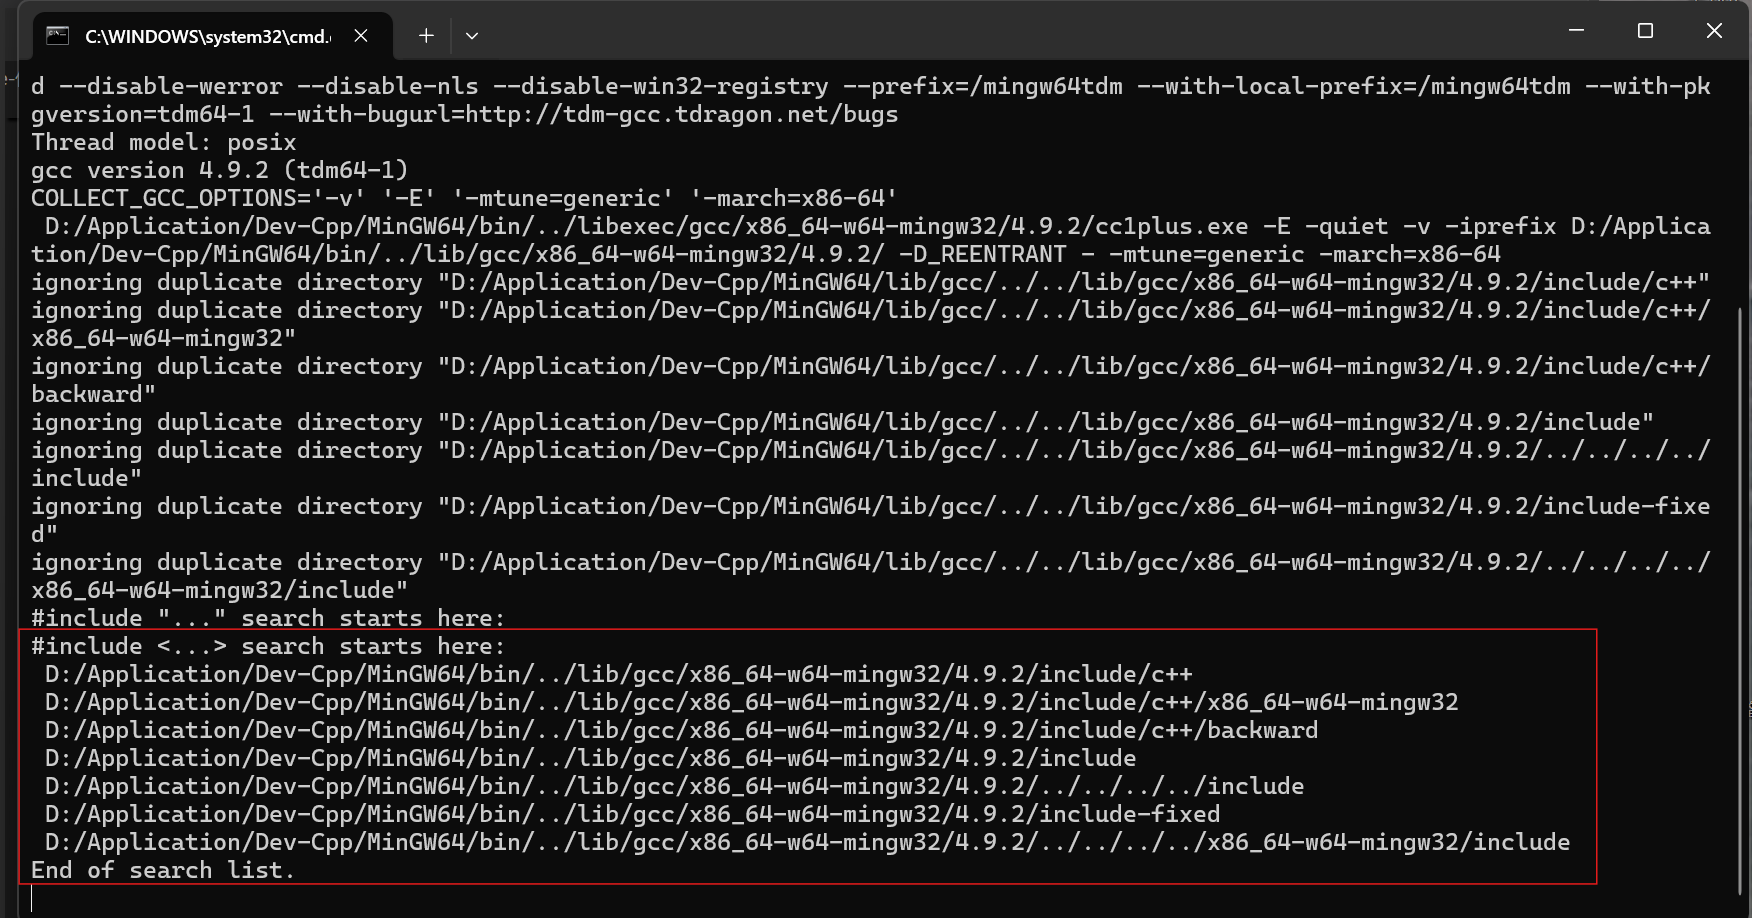 C:\WINDOWS\system32\cmd.
d --disable-werror --disable-nls --disable-win32-registry --prefix=/mingw64tdm --with-local-prefix=/mingw64tdm --with-pk
gversion=tdm64-1 --with-bugurl=http://tdm-gcc.tdragon.net/bugs
Thread model: posix
gcc version 4.9.2 (tdm64-1)
COLLECT_GCC_OPTIONS='-v' '-E' '-mtune=generic' '-march=x86-64'
 D:/Application/Dev-Cpp/MinGW64/bin/../libexec/gcc/x86_64-w64-mingw32/4.9.2/cc1plus.exe -E -quiet -v -iprefix D:/Applica
tion/Dev-Cpp/MinGW64/bin/../lib/gcc/x86_64-w64-mingw32/4.9.2/ -D_REENTRANT - -mtune=generic -march=x86-64
ignoring duplicate directory "D:/Application/Dev-Cpp/MinGW64/lib/gcc/../../lib/gcc/x86_64-w64-mingw32/4.9.2/include/c++"
ignoring duplicate directory "D:/Application/Dev-Cpp/MinGW64/lib/gcc/../../lib/gcc/x86_64-w64-mingw32/4.9.2/include/c++/
x86_64-w64-mingw32"
ignoring duplicate directory "D:/Application/Dev-Cpp/MinGW64/lib/gcc/../../lib/gcc/x86_64-w64-mingw32/4.9.2/include/c++/
backward"
ignoring duplicate directory "D:/Application/Dev-Cpp/MinGW64/lib/gcc/../../lib/gcc/x86_64-w64-mingw32/4.9.2/include"
ignoring duplicate directory "D:/Application/Dev-Cpp/MinGW64/lib/gcc/../../lib/gcc/x86_64-w64-mingw32/4.9.2/../../../../
include"
ignoring duplicate directory "D:/Application/Dev-Cpp/MinGW64/lib/gcc/../../lib/gcc/x86_64-w64-mingw32/4.9.2/include-fixe
d"
ignoring duplicate directory "D:/Application/Dev-Cpp/MinGW64/lib/gcc/../../lib/gcc/x86_64-w64-mingw32/4.9.2/../../../../
x86_64-w64-mingw32/include"
#include "..." search starts here:
#include <...> search starts here:
 D:/Application/Dev-Cpp/MinGW64/bin/../lib/gcc/x86_64-w64-mingw32/4.9.2/include/c++
 D:/Application/Dev-Cpp/MinGW64/bin/../lib/gcc/x86_64-w64-mingw32/4.9.2/include/c++/x86_64-w64-mingw32
 D:/Application/Dev-Cpp/MinGW64/bin/../lib/gcc/x86_64-w64-mingw32/4.9.2/include/c++/backward
 D:/Application/Dev-Cpp/MinGW64/bin/../lib/gcc/x86_64-w64-mingw32/4.9.2/include
 D:/Application/Dev-Cpp/MinGW64/bin/../lib/gcc/x86_64-w64-mingw32/4.9.2/../../../../include
 D:/Application/Dev-Cpp/MinGW64/bin/../lib/gcc/x86_64-w64-mingw32/4.9.2/include-fixed
 D:/Application/Dev-Cpp/MinGW64/bin/../lib/gcc/x86_64-w64-mingw32/4.9.2/../../../../x86_64-w64-mingw32/include
End of search list.